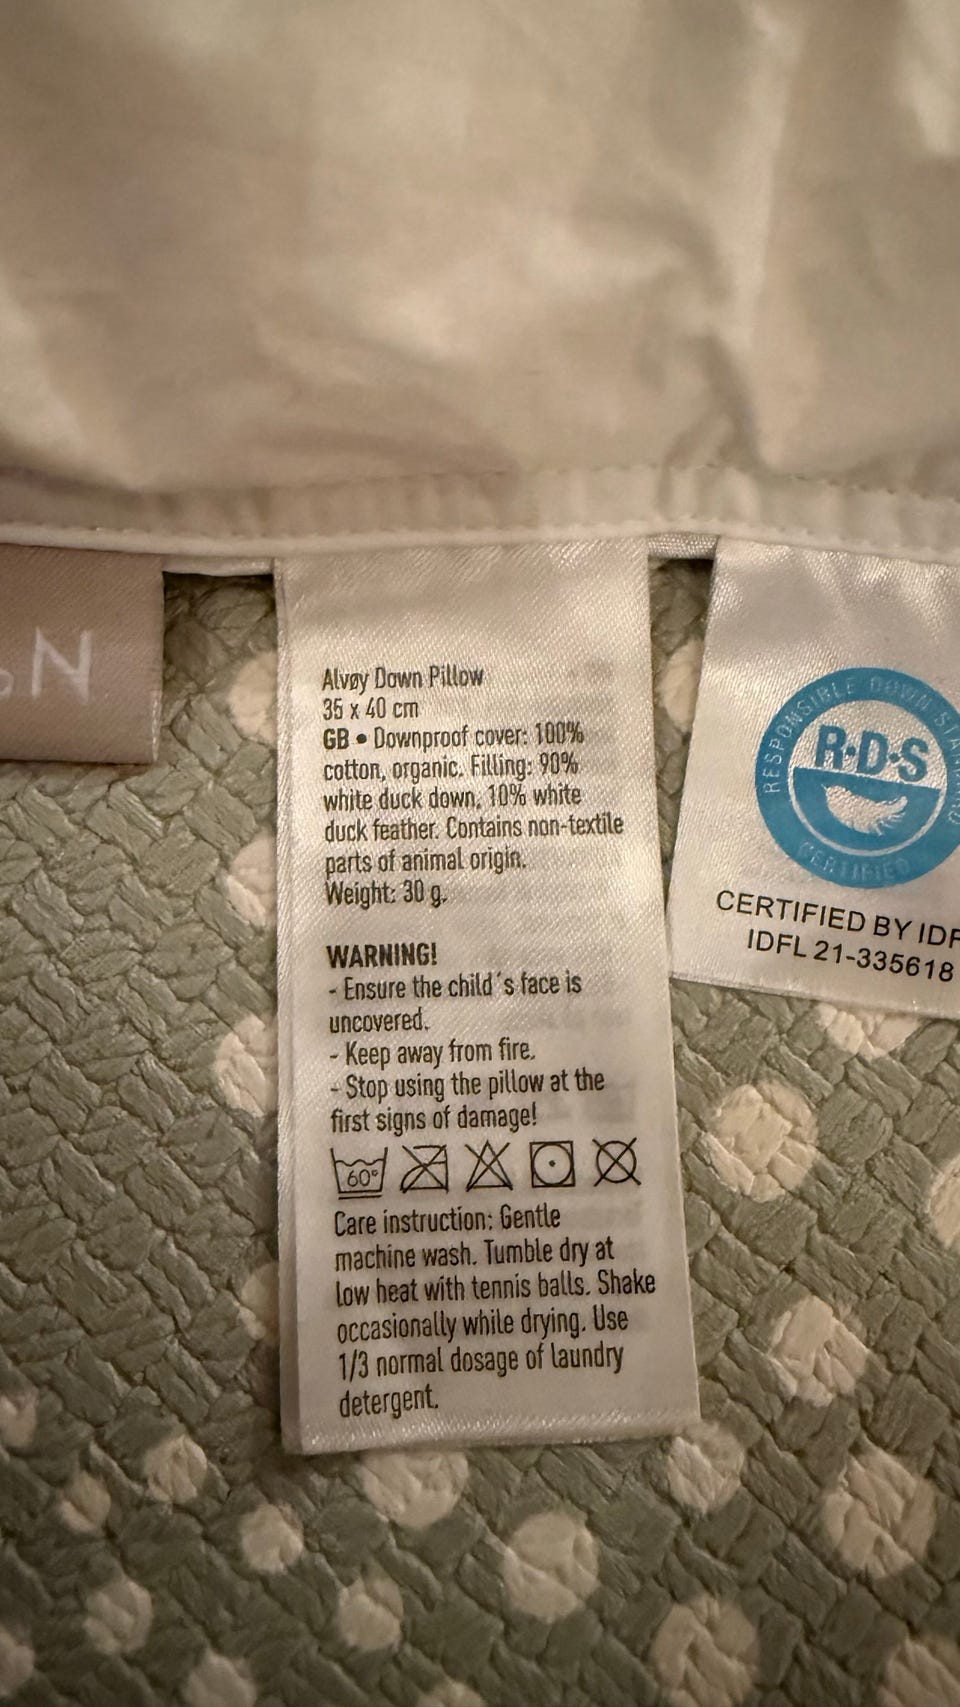 N
Alvøy Down Pillow
35 x 40 cm
GB • Downproof cover: 100%
cotton, organic. Filling: 90%
white duck down, 10% white
duck feather. Contains non-textile
parts of animal origin.
Weight: 30 g.
WARNING!
- Ensure the child´s face is
uncovered.
- Keep away from fire.
- Stop using the pillow at the
first signs of damage!
60°
Care instruction: Gentle
machine wash. Tumble dry at
low heat with tennis balls. Shake
occasionally while drying. Use
1/3 normal dosage of laundry
detergent.
RESPONSIBLE DOWN STANDARD
R·D·S
CERTIFIED
CERTIFIED BY IDF
IDFL 21-335618